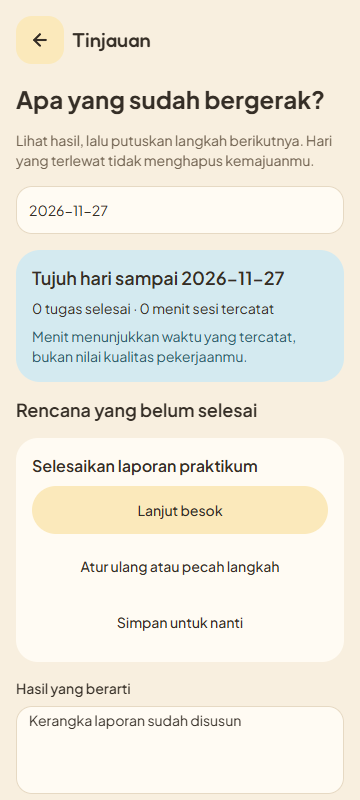 Tinjauan
Apa yang sudah bergerak?
Lihat hasil, lalu putuskan langkah berikutnya. Hari
yang terlewat tidak menghapus kemajuanmu.
2026-11-27
Tujuh hari sampai 2026-11-27
0 tugas selesai · 0 menit sesi tercatat
Menit menunjukkan waktu yang tercatat,
bukan nilai kualitas pekerjaanmu.
Rencana yang belum selesai
Selesaikan laporan praktikum
Lanjut besok
Atur ulang atau pecah langkah
Simpan untuk nanti
Hasil yang berarti
Kerangka laporan sudah disusun